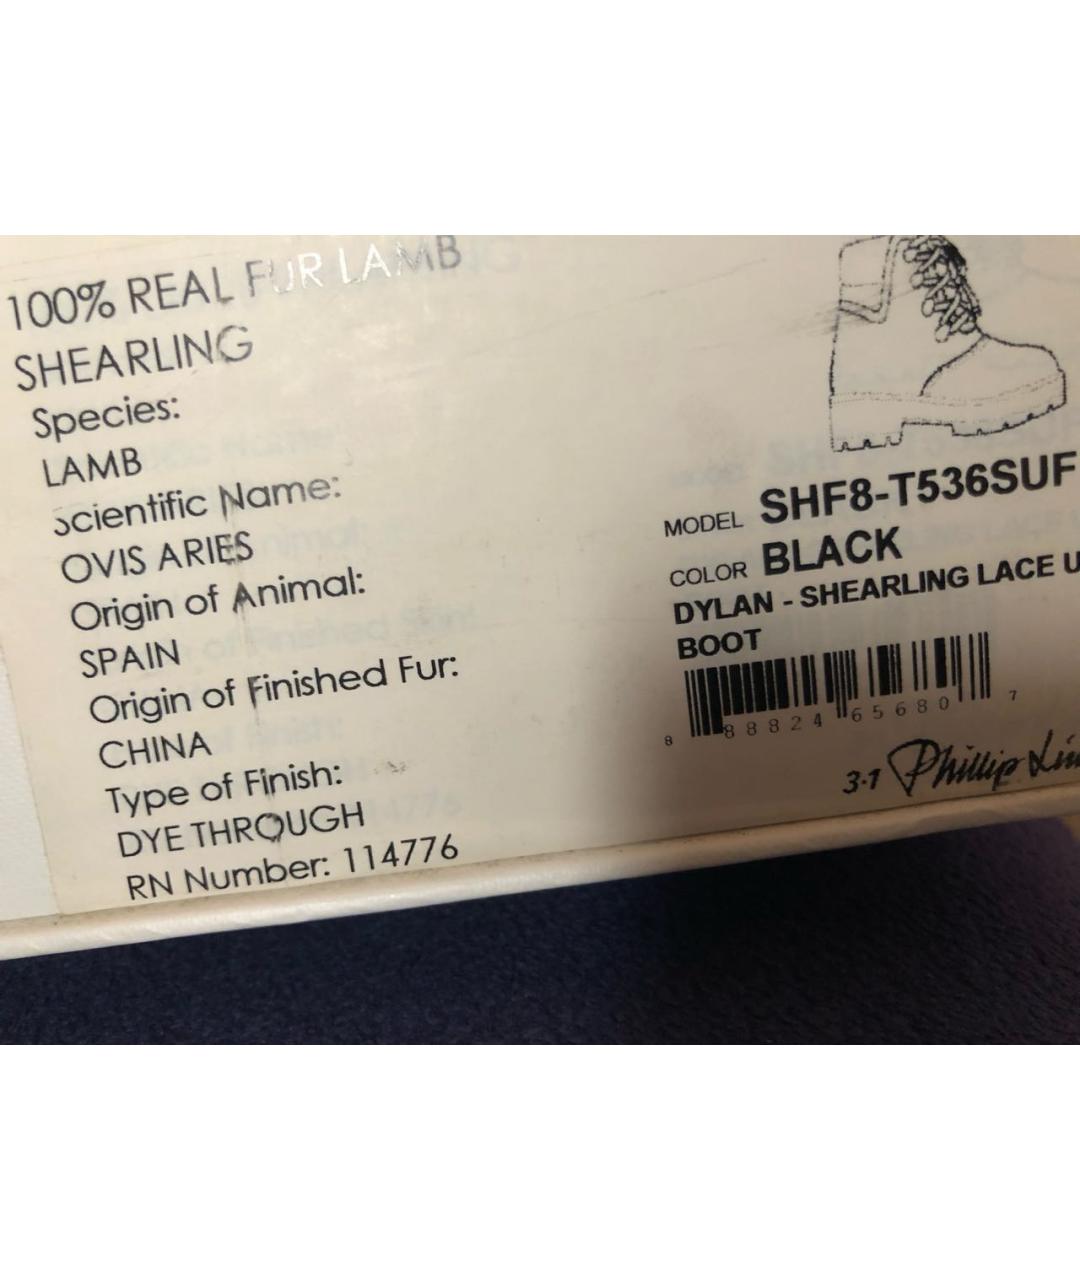 100% REAL FUR LAMB
SHEARLING
Species:
LAMB
Scientific Name:
OVIS ARIES
Origin of Animal:
SPAIN
Origin of Finished Fur:
CHINA
Type of Finish:
DYE THROUGH
RN Number: 114776
MODEL SHF8-T536SUF
COLOR BLACK
DYLAN - SHEARLING LACE U
BOOT
8 88824 65680 7
3.1 Phillip Lim